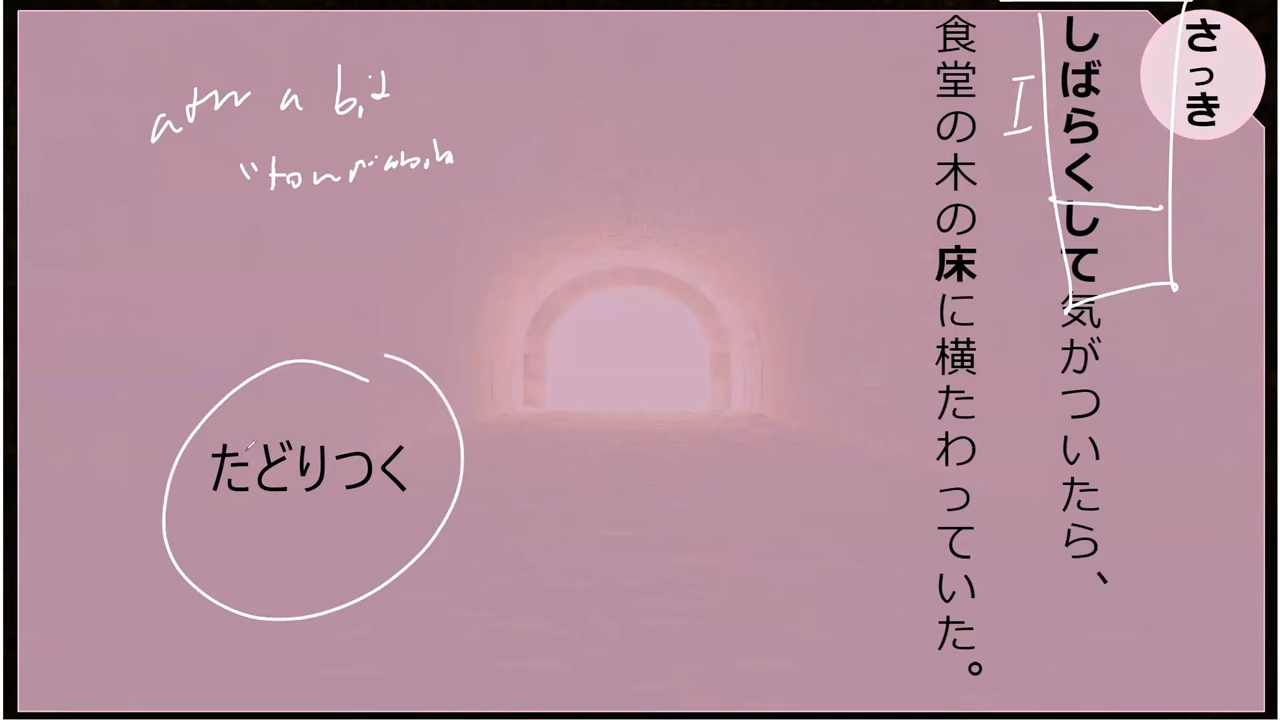 さっき
しばらくして気がついたら、
食堂の木の床に横たわっていた。
a bit
たどりつく